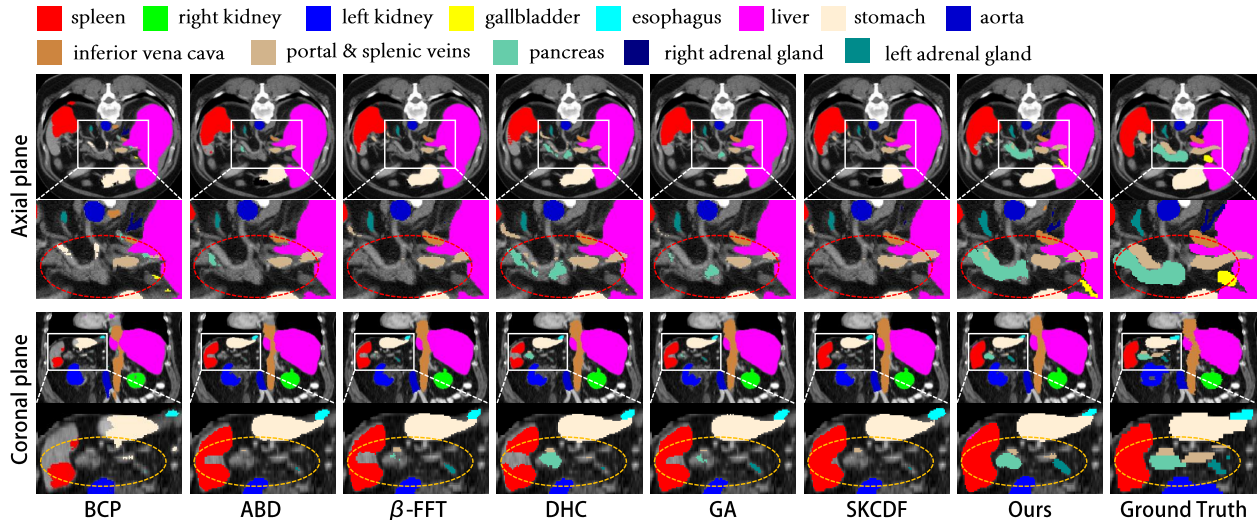 spleen right kidney left kidney gallbladder esophagus liver stomach aorta
inferior vena cava portal & splenic veins pancreas right adrenal gland left adrenal gland
Axial plane
Coronal plane
BCP ABD β-FFT DHC GA SKCDF Ours Ground Truth